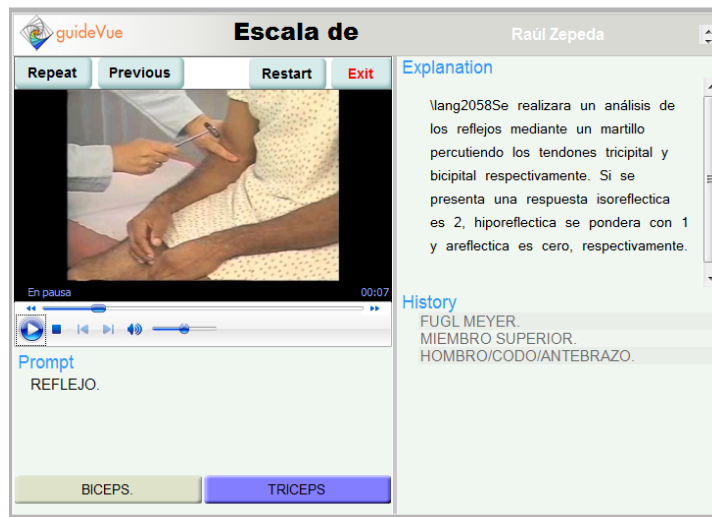 guideVue
Escala de
Raúl Zepeda
Repeat
Previous
Restart
Exit
En pausa
00:07
Prompt
REFLEJO.
BICEPS.
TRICEPS
Explanation
\lang2058Se realizara un análisis de
los reflejos mediante un martillo
percutiendo los tendones tricipital y
bicipital respectivamente. Si se
presenta una respuesta isoreflectica
es 2, hiporeflectica se pondera con 1
y areflectica es cero, respectivamente.
History
FUGL MEYER.
MIEMBRO SUPERIOR.
HOMBRO/CODO/ANTEBRAZO.